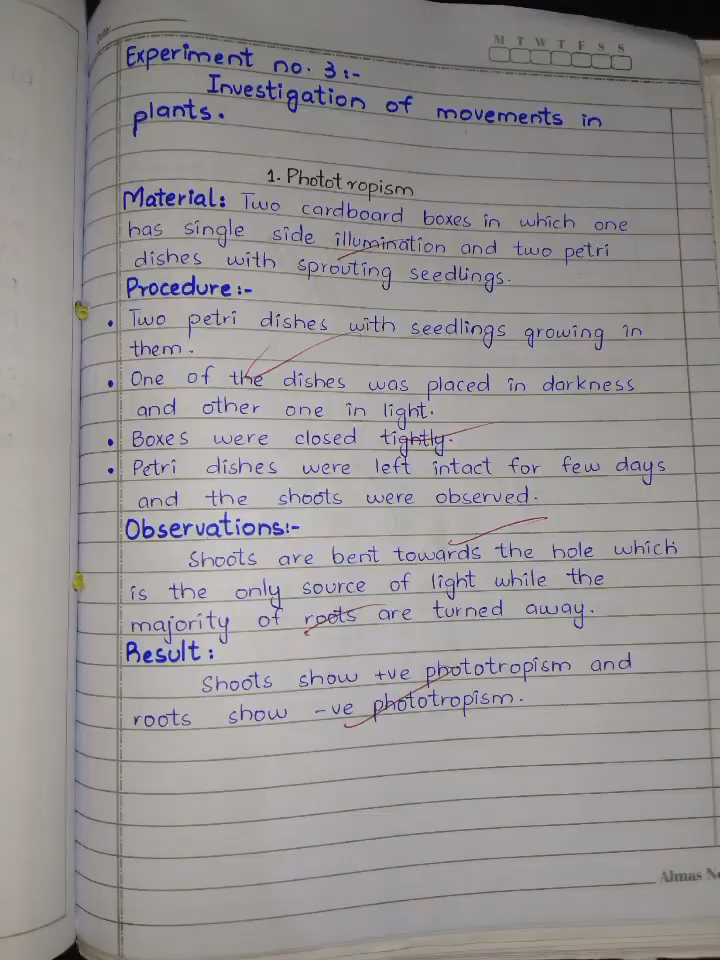 Date:
M T W T F S S
Experiment no. 3:-
Investigation of movements in
plants.
1. Phototropism
Material: Two cardboard boxes in which one
has single side illumination and two petri
dishes with sprouting seedlings.
Procedure:-
• Two petri dishes with seedlings growing in
them.
• One of the dishes was placed in darkness
and other one in light.
• Boxes were closed tightly.
• Petri dishes were left intact for few days
and the shoots were observed.
Observations:-
Shoots are bent towards the hole which
is the only source of light while the
majority of roots are turned away.
Result:
Shoots show +ve phototropism and
roots show -ve phototropism.
Almas